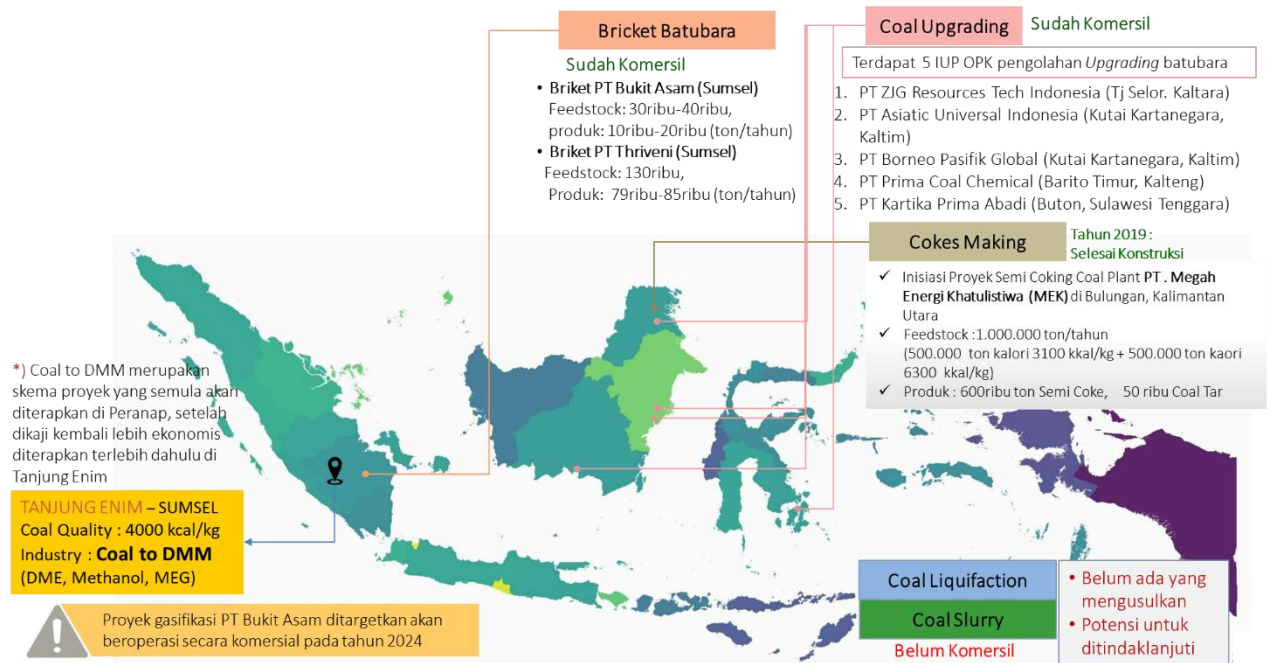 Bricket Batubara
Sudah Komersil
• Briket PT Bukit Asam (Sumsel)
Feedstock: 30ribu-40ribu,
produk: 10ribu-20ribu (ton/tahun)
• Briket PT Thriveni (Sumsel)
Feedstock: 130ribu,
Produk: 79ribu-85ribu (ton/tahun)
Coal Upgrading
Sudah Komersil
Terdapat 5 IUP OPK pengolahan Upgrading batubara
1. PT ZJG Resources Tech Indonesia (Tj Selor. Kaltara)
2. PT Asiatic Universal Indonesia (Kutai Kartanegara,
Kaltim)
3. PT Borneo Pasifik Global (Kutai Kartanegara, Kaltim)
4. PT Prima Coal Chemical (Barito Timur, Kalteng)
5. PT Kartika Prima Abadi (Buton, Sulawesi Tenggara)
Cokes Making
Tahun 2019 :
Selesai Konstruksi
✓ Inisiasi Proyek Semi Coking Coal Plant PT . Megah
Energi Khatulistiwa (MEK) di Bulungan, Kalimantan
Utara
✓ Feedstock :1.000.000 ton/tahun
(500.000 ton kalori 3100 kkal/kg + 500.000 ton kaori
6300 kkal/kg)
✓ Produk : 600ribu ton Semi Coke, 50 ribu Coal Tar
*) Coal to DMM merupakan
skema proyek yang semula akan
diterapkan di Peranap, setelah
dikaji kembali lebih ekonomis
diterapkan terlebih dahulu di
Tanjung Enim
TANJUNG ENIM – SUMSEL
Coal Quality : 4000 kcal/kg
Industry : Coal to DMM
(DME, Methanol, MEG)
Proyek gasifikasi PT Bukit Asam ditargetkan akan
beroperasi secara komersial pada tahun 2024
Coal Liquifaction
Coal Slurry
Belum Komersil
• Belum ada yang
mengusulkan
• Potensi untuk
ditindaklanjuti